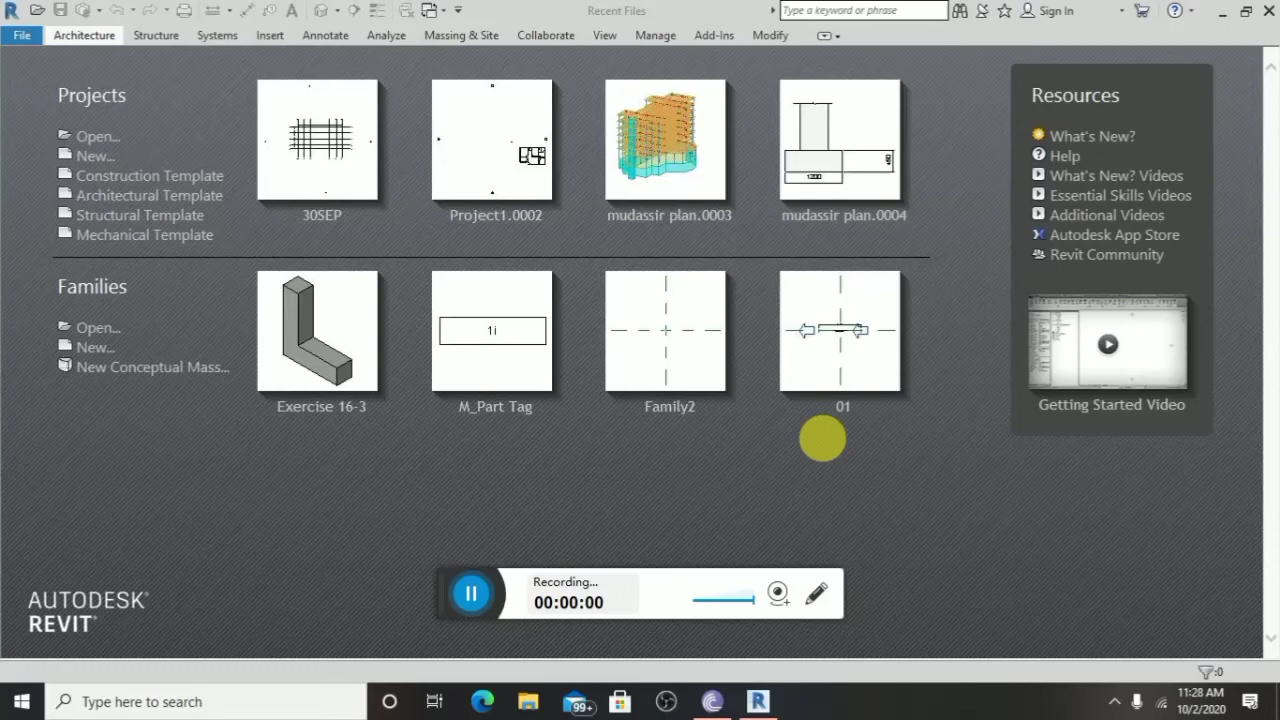 Recent Files
Type a keyword or phrase
Sign In
File Architecture Structure Systems Insert Annotate Analyze Massing & Site Collaborate View Manage Add-Ins Modify
Projects
Open...
New...
Construction Template
Architectural Template
Structural Template
Mechanical Template
30SEP
Project1.0002
1200
mudassir plan.0003
mudassir plan.0004
Families
Open...
New...
New Conceptual Mass...
Exercise 16-3
1i
M_Part Tag
Family2
01
Resources
What's New?
Help
What's New? Videos
Essential Skills Videos
Additional Videos
Autodesk App Store
Revit Community
Getting Started Video
Recording...
00:00:00
AUTODESK®
REVIT®
:0
Type here to search
99+
11:28 AM
10/2/2020